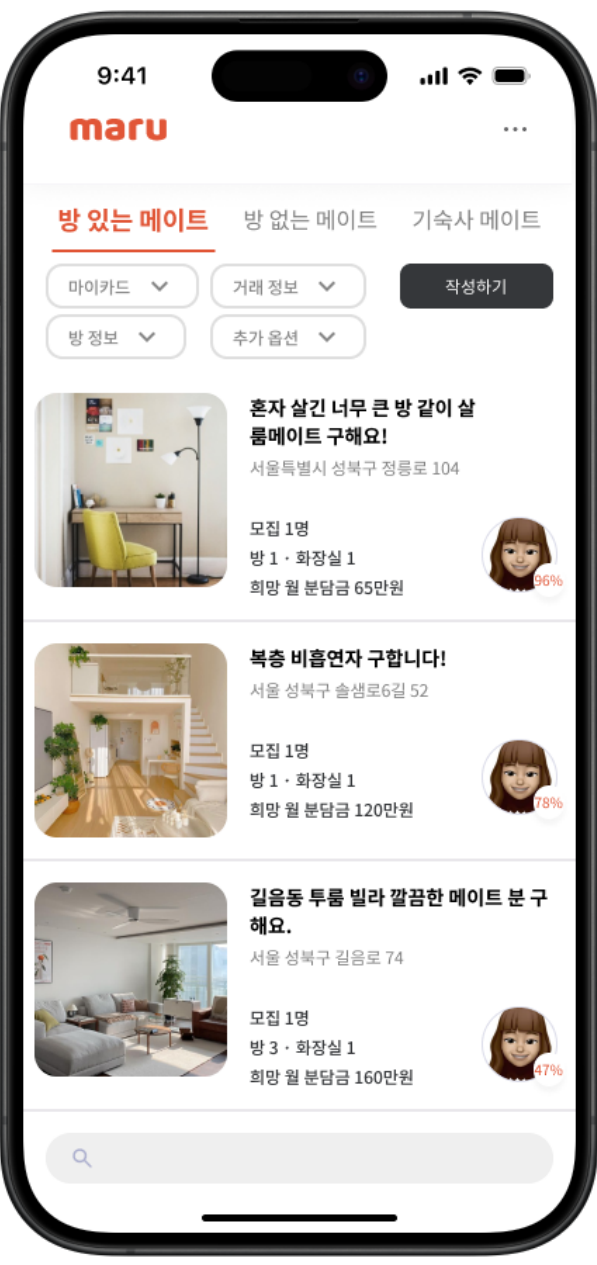 9:41
maru
방 있는 메이트 방 없는 메이트 기숙사 메이트
마이카드 거래 정보 작성하기
방 정보 추가 옵션
혼자 살긴 너무 큰 방 같이 살
룸메이트 구해요!
서울특별시 성북구 정릉로 104
모집 1명
방 1 · 화장실 1
희망 월 분담금 65만원
96%
복층 비흡연자 구합니다!
서울 성북구 솔샘로6길 52
모집 1명
방 1 · 화장실 1
희망 월 분담금 120만원
78%
길음동 투룸 빌라 깔끔한 메이트 분 구
해요.
서울 성북구 길음로 74
모집 1명
방 3 · 화장실 1
희망 월 분담금 160만원
47%